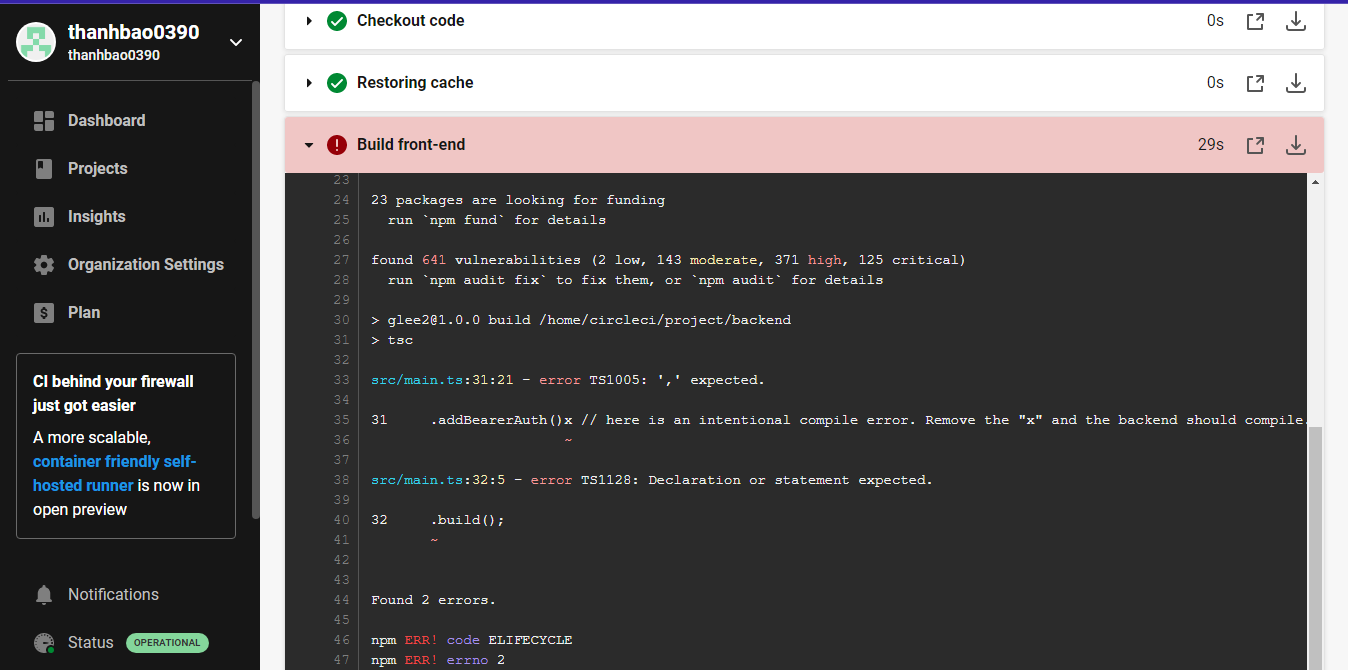 thanhbao0390
thanhbao0390
Dashboard
Projects
Insights
Organization Settings
Plan
CI behind your firewall
just got easier
A more scalable,
container friendly self-
hosted runner is now in
open preview
Notifications
Status OPERATIONAL
Checkout code 0s
Restoring cache 0s
Build front-end 29s
23
24 23 packages are looking for funding
25 run `npm fund` for details
26
27 found 641 vulnerabilities (2 low, 143 moderate, 371 high, 125 critical)
28 run `npm audit fix` to fix them, or `npm audit` for details
29
30 > glee2@1.0.0 build /home/circleci/project/backend
31 > tsc
32
33 src/main.ts:31:21 - error TS1005: ',' expected.
34
35 31 .addBearerAuth()x // here is an intentional compile error. Remove the "x" and the backend should compile.
36 ~
37
38 src/main.ts:32:5 - error TS1128: Declaration or statement expected.
39
40 32 .build();
41 ~
42
43
44 Found 2 errors.
45
46 npm ERR! code ELIFECYCLE
47 npm ERR! errno 2